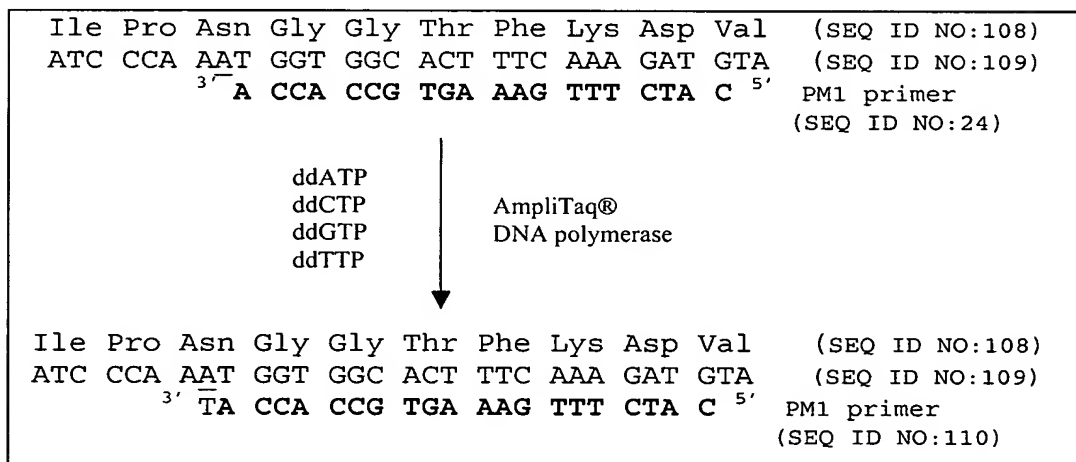 Ile Pro Asn Gly Gly Thr Phe Lys Asp Val (SEQ ID NO:108)
ATC CCA AAT GGT GGC ACT TTC AAA GAT GTA (SEQ ID NO:109)
3' A CCA CCG TGA AAG TTT CTA C 5' PM1 primer
(SEQ ID NO:24)
ddATP
ddCTP
ddGTP
ddTTP
AmpliTaq®
DNA polymerase
Ile Pro Asn Gly Gly Thr Phe Lys Asp Val (SEQ ID NO:108)
ATC CCA AAT GGT GGC ACT TTC AAA GAT GTA (SEQ ID NO:109)
3' TA CCA CCG TGA AAG TTT CTA C 5' PM1 primer
(SEQ ID NO:110)